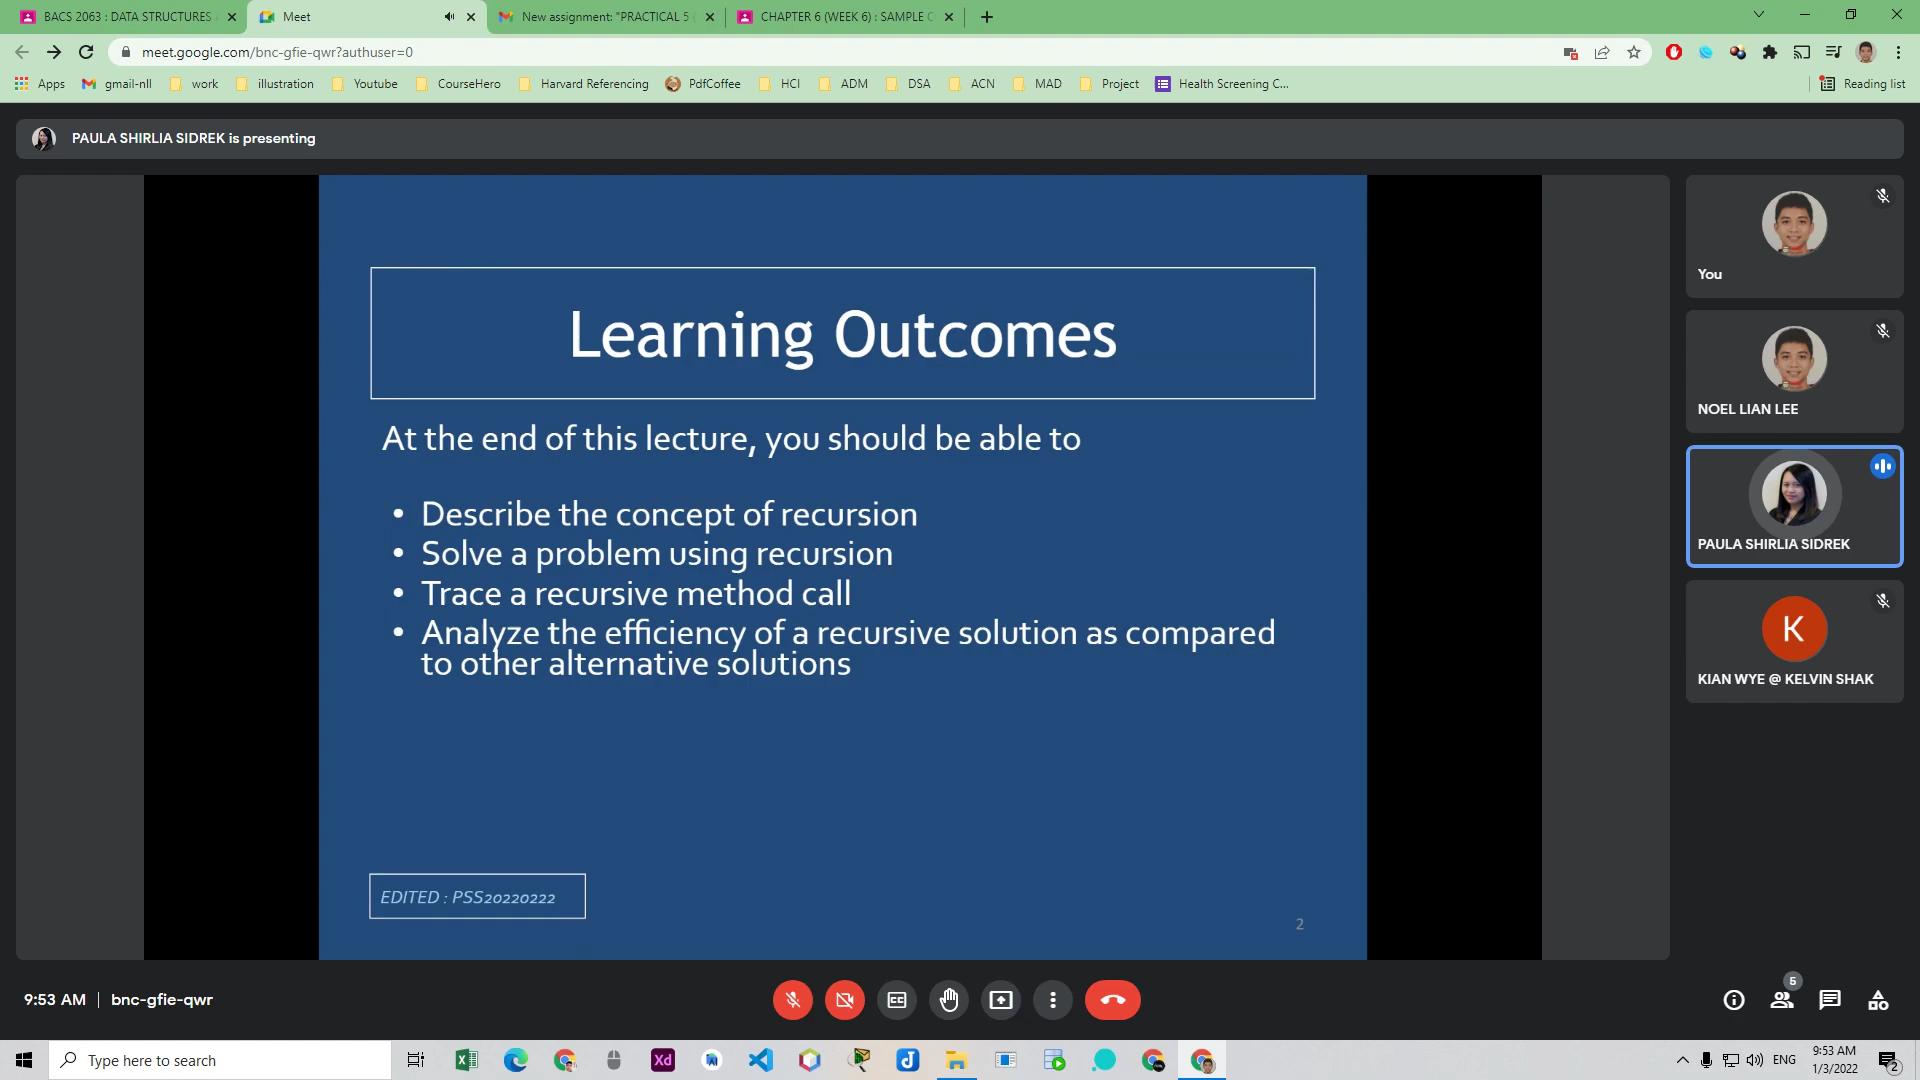 BACS 2063 : DATA STRUCTURES
Meet
New assignment: "PRACTICAL 5
CHAPTER 6 (WEEK 6) : SAMPLE C
meet.google.com/bnc-gfie-qwr?authuser=0
Apps
gmail-nll
work
illustration
Youtube
CourseHero
Harvard Referencing
PdfCoffee
HCI
ADM
DSA
ACN
MAD
Project
Health Screening C...
Reading list
PAULA SHIRLIA SIDREK is presenting
Learning Outcomes
At the end of this lecture, you should be able to
• Describe the concept of recursion
• Solve a problem using recursion
• Trace a recursive method call
• Analyze the efficiency of a recursive solution as compared
to other alternative solutions
EDITED : PSS20220222
2
You
NOEL LIAN LEE
PAULA SHIRLIA SIDREK
K
KIAN WYE @ KELVIN SHAK
9:53 AM | bnc-gfie-qwr
5
Type here to search
Xd
ENG
9:53 AM
1/3/2022
2